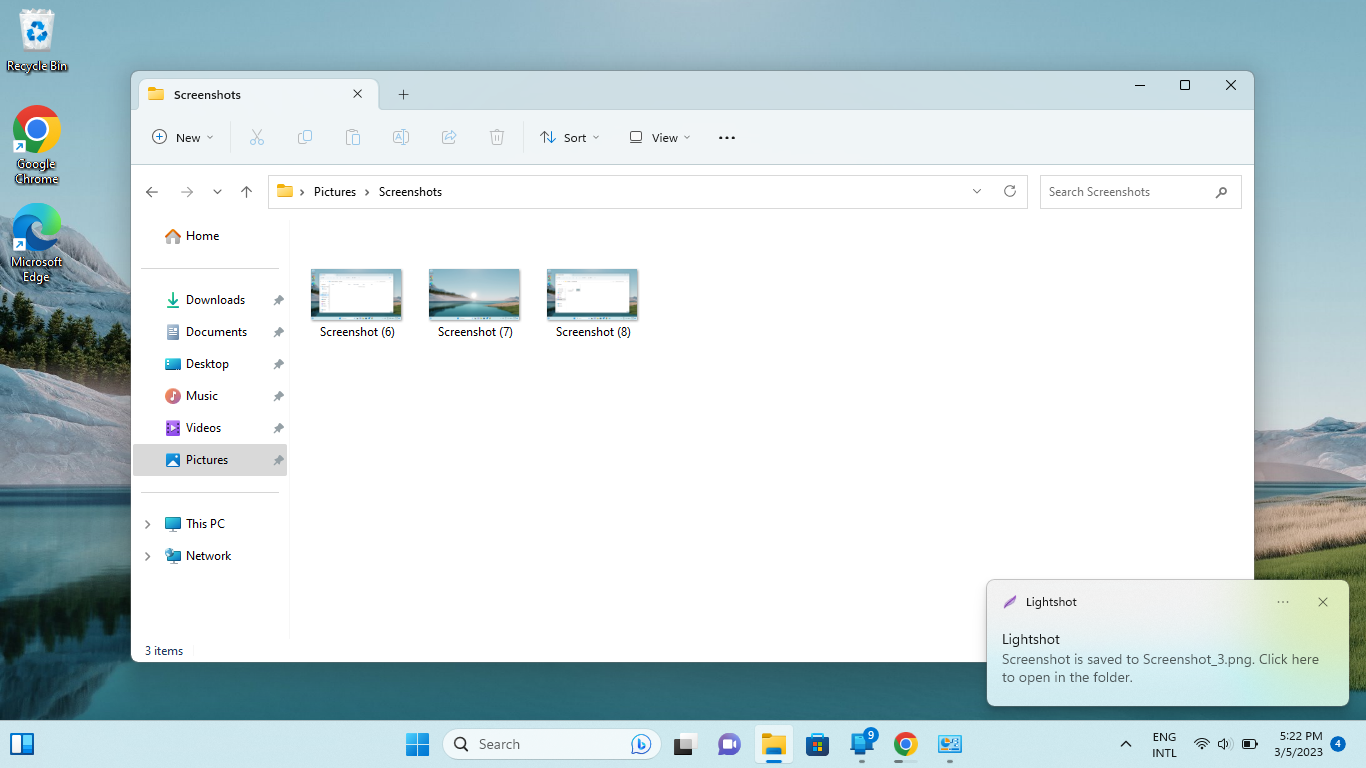 Recycle Bin
Google
Chrome
Microsoft
Edge
Screenshots
New
Sort
View
Pictures
Screenshots
Search Screenshots
Home
Downloads
Documents
Desktop
Music
Videos
Pictures
This PC
Network
Screenshot (6)
Screenshot (7)
Screenshot (8)
3 items
Lightshot
Lightshot
Screenshot is saved to Screenshot_3.png. Click here
to open in the folder.
Search
9
ENG
INTL
5:22 PM
3/5/2023
4